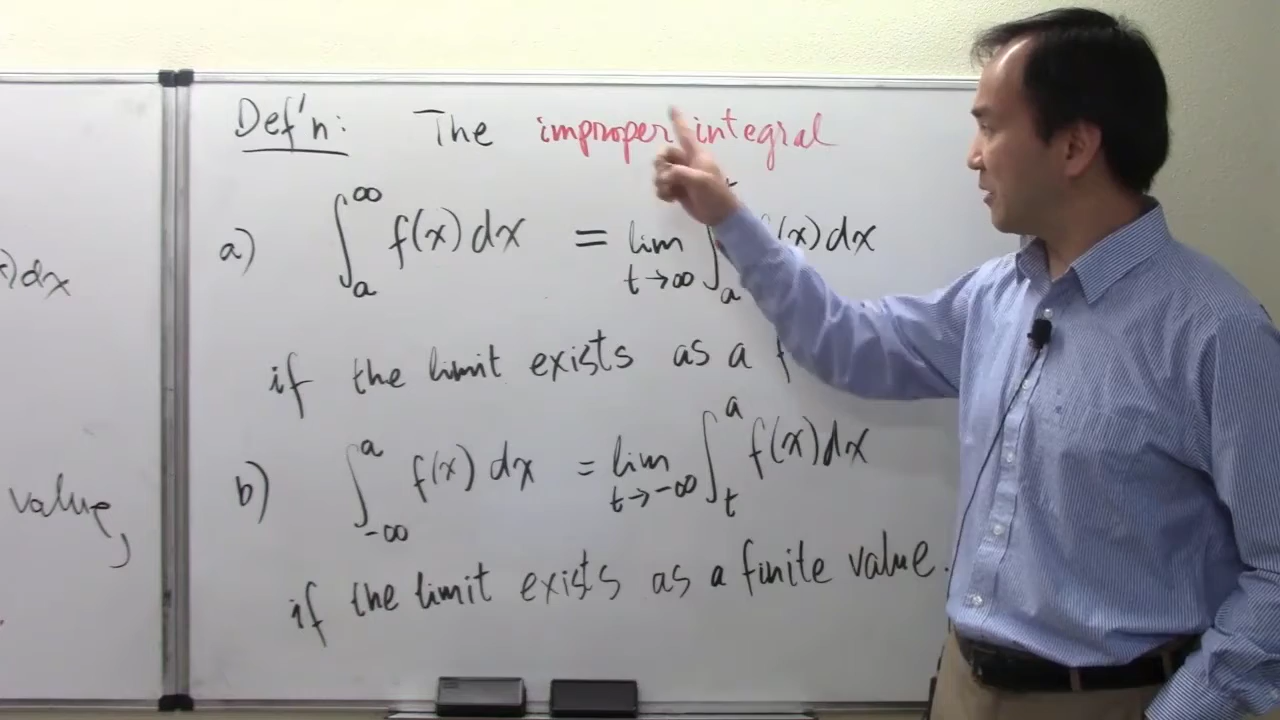 Def'n: The improper integral
a) ∫_a^∞ f(x) dx = lim_{t→∞} ∫_a f(x) dx
if the limit exists as a
b) ∫_{-∞}^a f(x) dx = lim_{t→-∞} ∫_t^a f(x) dx
if the limit exists as a finite value.
dx
value,